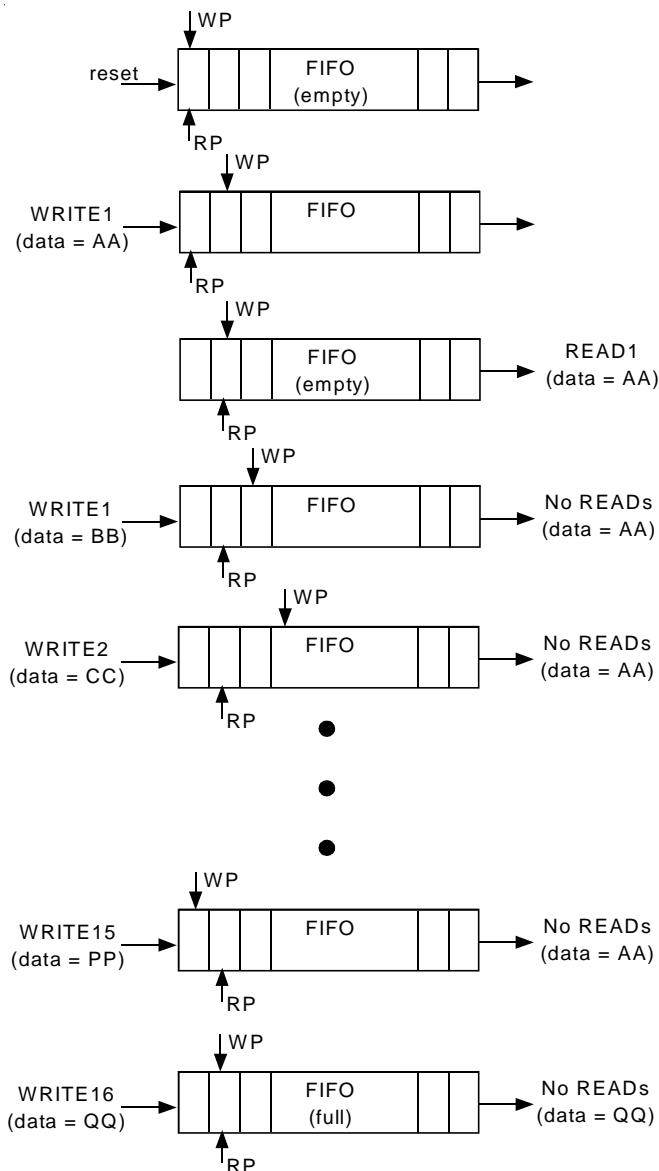 WP
reset
FIFO
(empty)
RP
WP
WRITE1
(data = AA)
FIFO
RP
WP
FIFO
(empty)
READ1
(data = AA)
RP
WP
WRITE1
(data = BB)
FIFO
No READs
(data = AA)
RP
WP
WRITE2
(data = CC)
FIFO
No READs
(data = AA)
RP
WP
WRITE15
(data = PP)
FIFO
No READs
(data = AA)
RP
WP
WRITE16
(data = QQ)
FIFO
(full)
No READs
(data = QQ)
RP